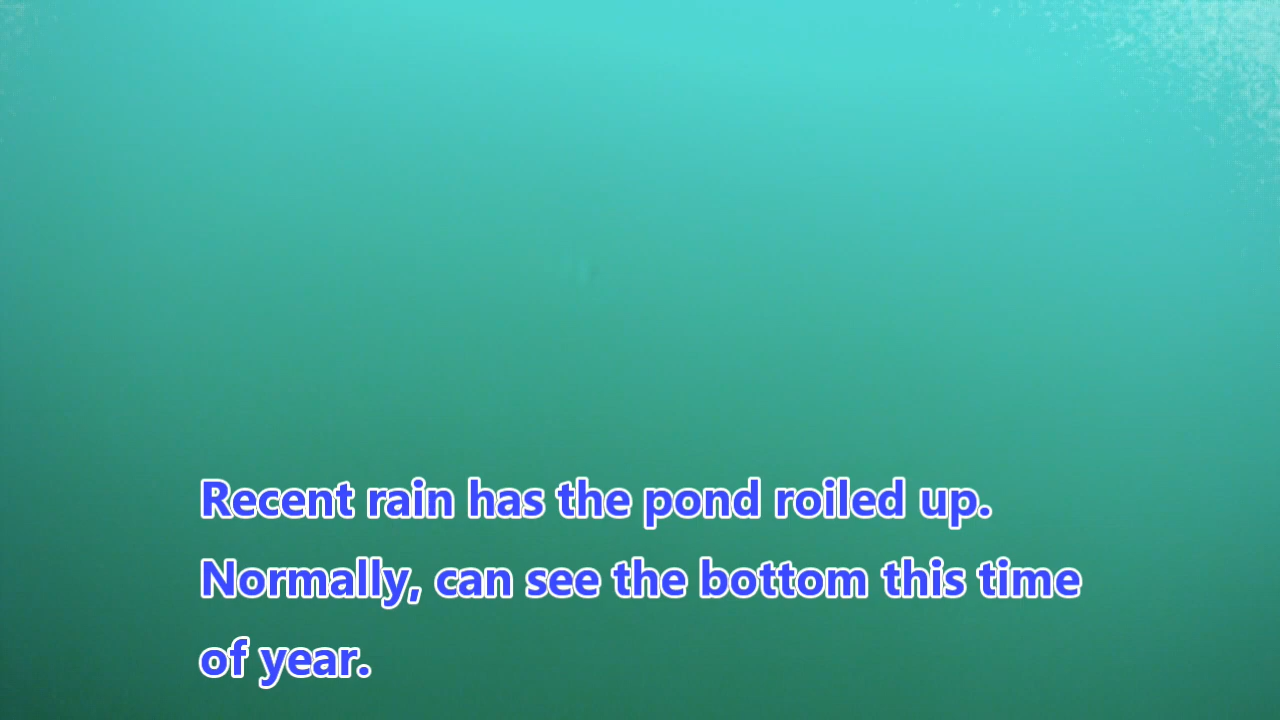 Recent rain has the pond roiled up.
Normally, can see the bottom this time
of year.